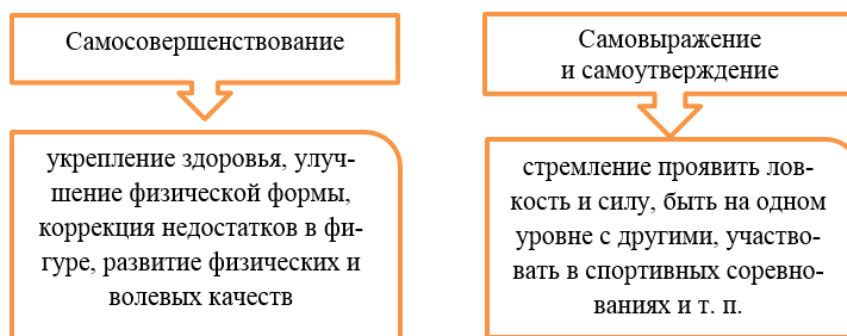 Самосовершенствование
укрепление здоровья, улуч-
шение физической формы,
коррекция недостатков в фи-
гуре, развитие физических и
волевых качеств
Самовыражение
и самоутверждение
стремление проявить лов-
кость и силу, быть на одном
уровне с другими, участво-
вать в спортивных соревно-
ваниях и т. п.